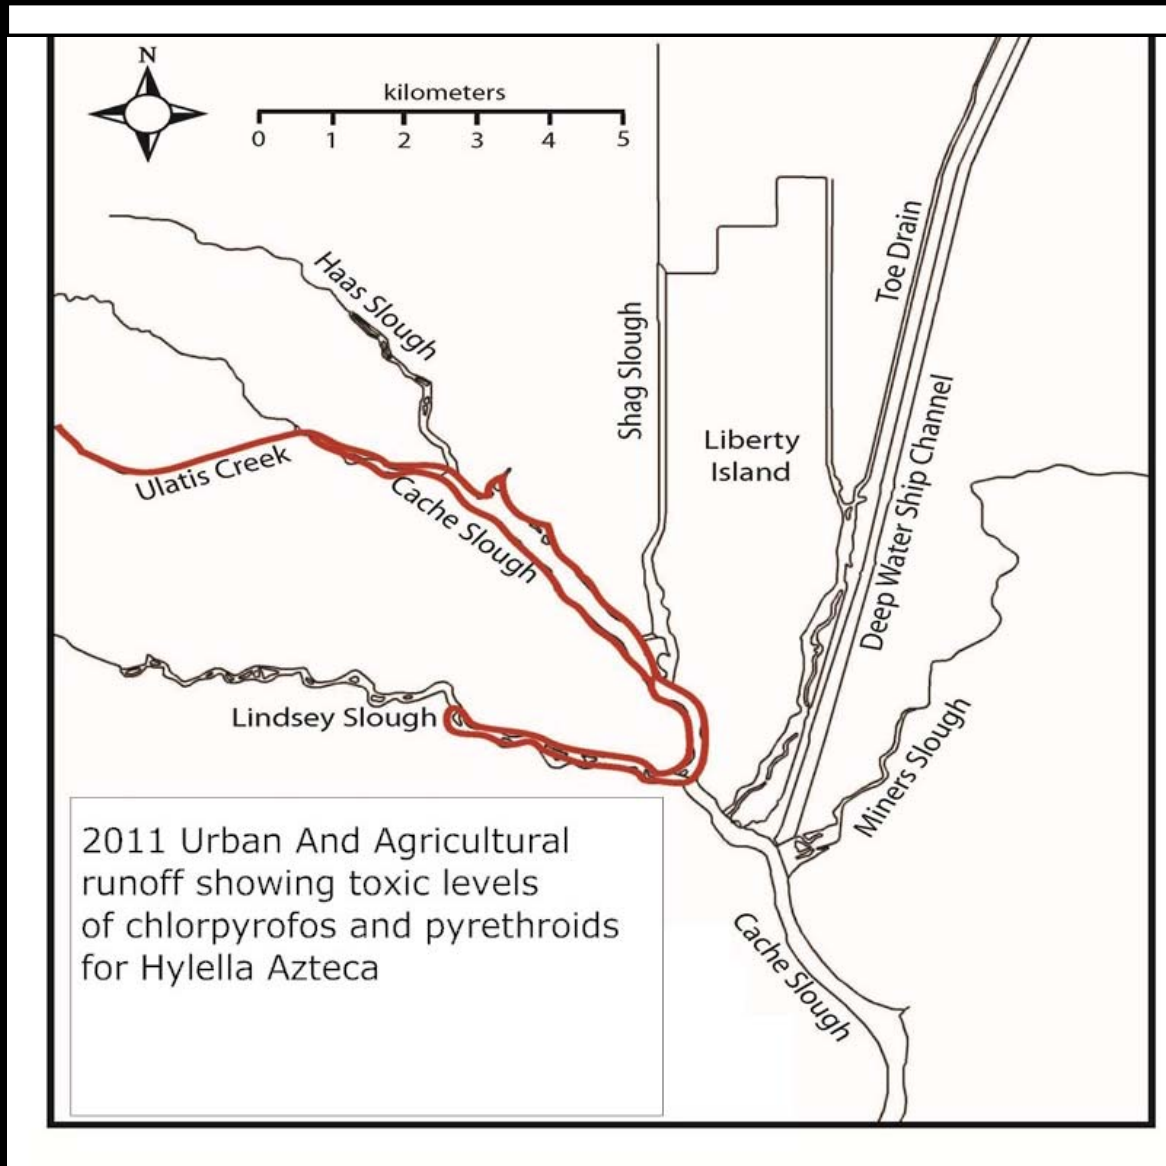 N
kilometers
0 1 2 3 4 5
Haas Slough
Toe Drain
Shag Slough
Liberty
Island
Deep Water Ship Channel
Ulatis Creek
Cache Slough
Lindsey Slough
Miners Slough
2011 Urban And Agricultural
runoff showing toxic levels
of chlorpyrofos and pyrethroids
for Hylella Azteca
Cache Slough